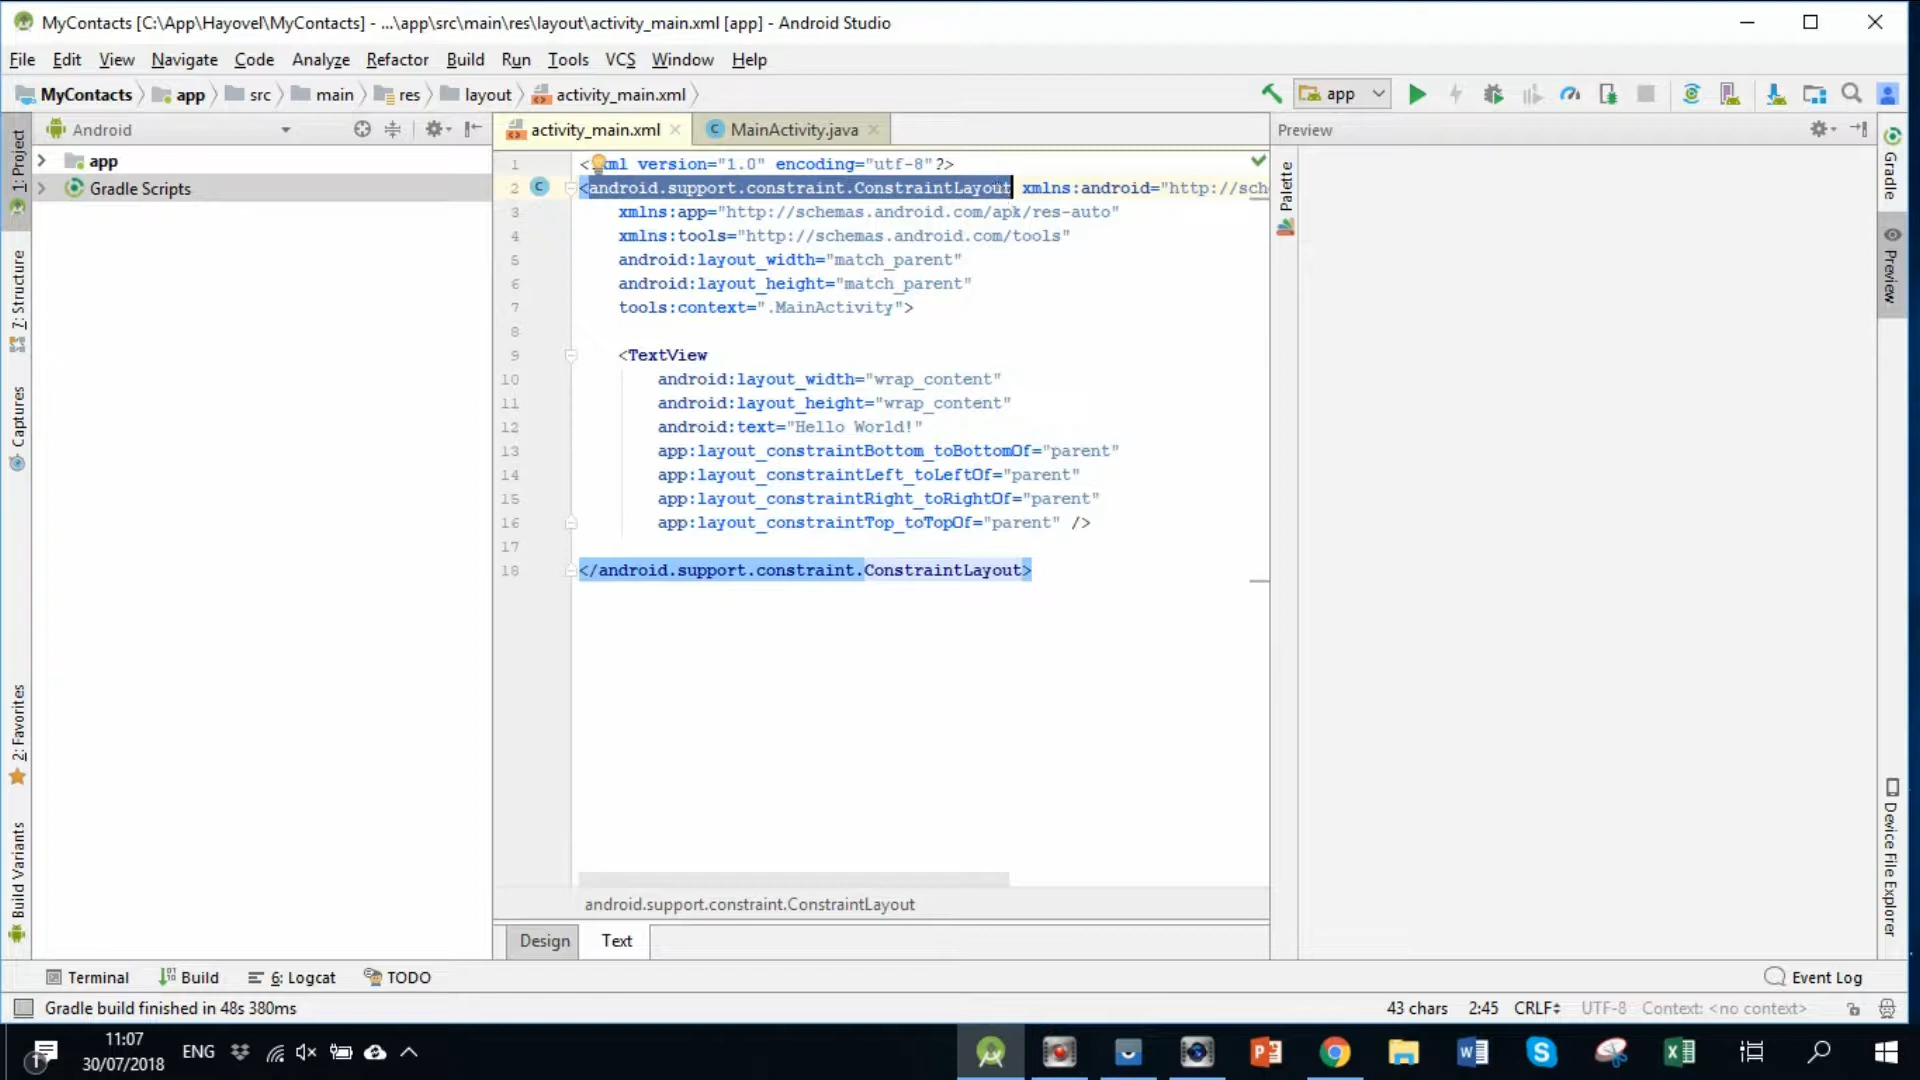 MyContacts [C:\App\Hayovel\MyContacts] - ...\app\src\main\res\layout\activity_main.xml [app] - Android Studio
File Edit View Navigate Code Analyze Refactor Build Run Tools VCS Window Help
MyContacts app src main res layout activity_main.xml
app
Android
activity_main.xml
MainActivity.java
Preview
1: Project
7: Structure
Captures
2: Favorites
Build Variants
app
Gradle Scripts
1 <?xml version="1.0" encoding="utf-8"?>
2 <android.support.constraint.ConstraintLayout xmlns:android="http://sch
3 xmlns:app="http://schemas.android.com/apk/res-auto"
4 xmlns:tools="http://schemas.android.com/tools"
5 android:layout_width="match_parent"
6 android:layout_height="match_parent"
7 tools:context=".MainActivity">
8
9 <TextView
10 android:layout_width="wrap_content"
11 android:layout_height="wrap_content"
12 android:text="Hello World!"
13 app:layout_constraintBottom_toBottomOf="parent"
14 app:layout_constraintLeft_toLeftOf="parent"
15 app:layout_constraintRight_toRightOf="parent"
16 app:layout_constraintTop_toTopOf="parent" />
17
18 </android.support.constraint.ConstraintLayout>
android.support.constraint.ConstraintLayout
Design Text
Palette
Gradle
Preview
Device File Explorer
Terminal Build 6: Logcat TODO Event Log
Gradle build finished in 48s 380ms 43 chars 2:45 CRLF UTF-8 Context: <no context>
1 11:07 ENG
30/07/2018